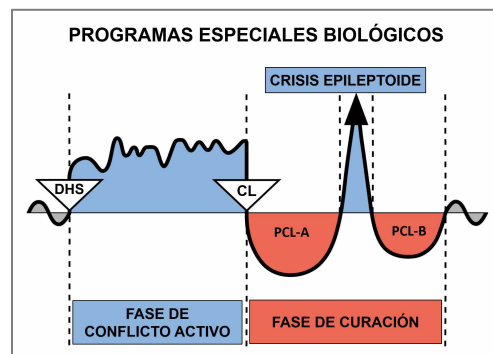 PROGRAMAS ESPECIALES BIOLÓGICOS
CRISIS EPILEPTOIDE
DHS
CL
PCL-A
PCL-B
FASE DE
CONFLICTO ACTIVO
FASE DE CURACIÓN